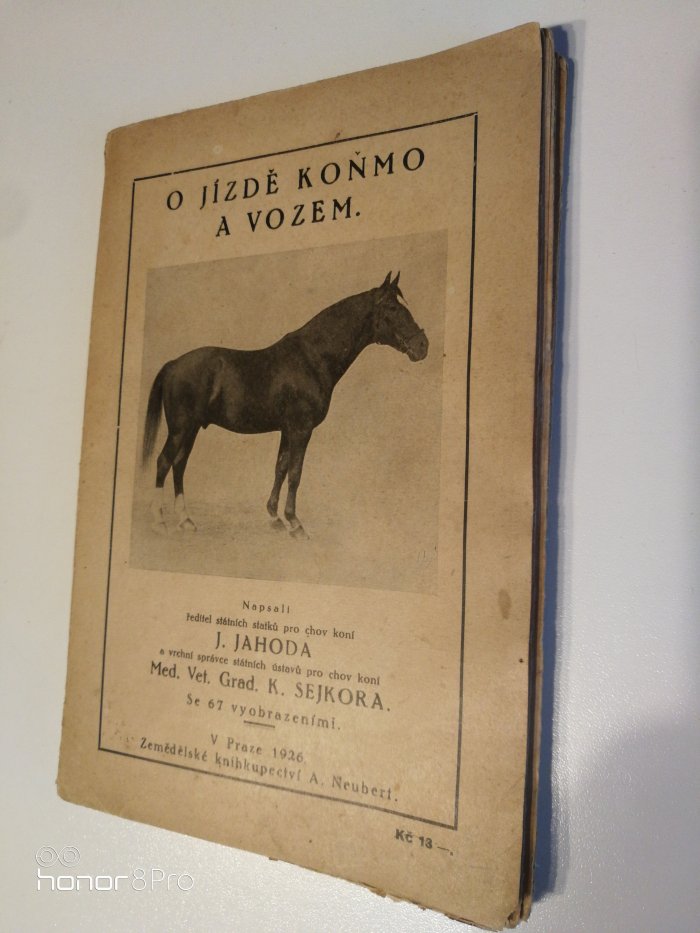 O JÍZDĚ KOŇMO
A VOZEM.
Napsali
ředitel státních statků pro chov koní
J. JAHODA
a vrchní správce státních ústavů pro chov koní
Med. Vet. Grad. K. SEJKORA.
Se 67 vyobrazeními.
V Praze 1926.
Zemědělské knihkupectví A. Neubert.
Kč 13 —.
honor 8 Pro